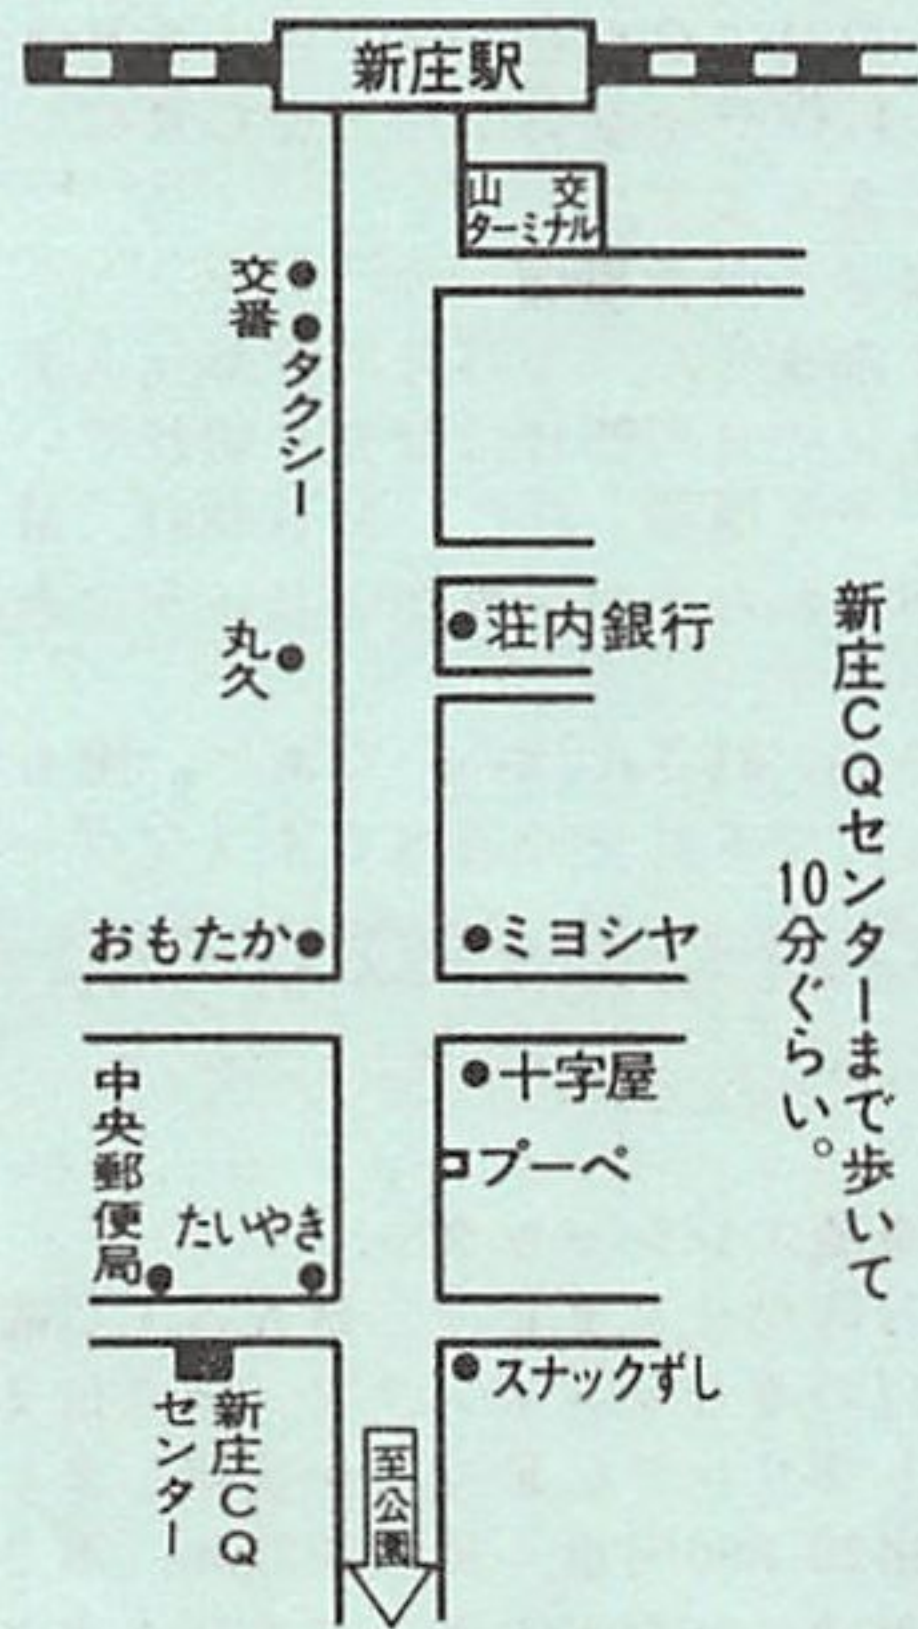 新庄駅
山交
ターミナル
交番
タクシー
荘内銀行
丸久
おもたか
ミヨシヤ
十字屋
プーペ
中央郵便局
たいやき
スナックずし
新庄CQ
センター
至公園
新庄CQセンターまで歩いて
10分ぐらい。